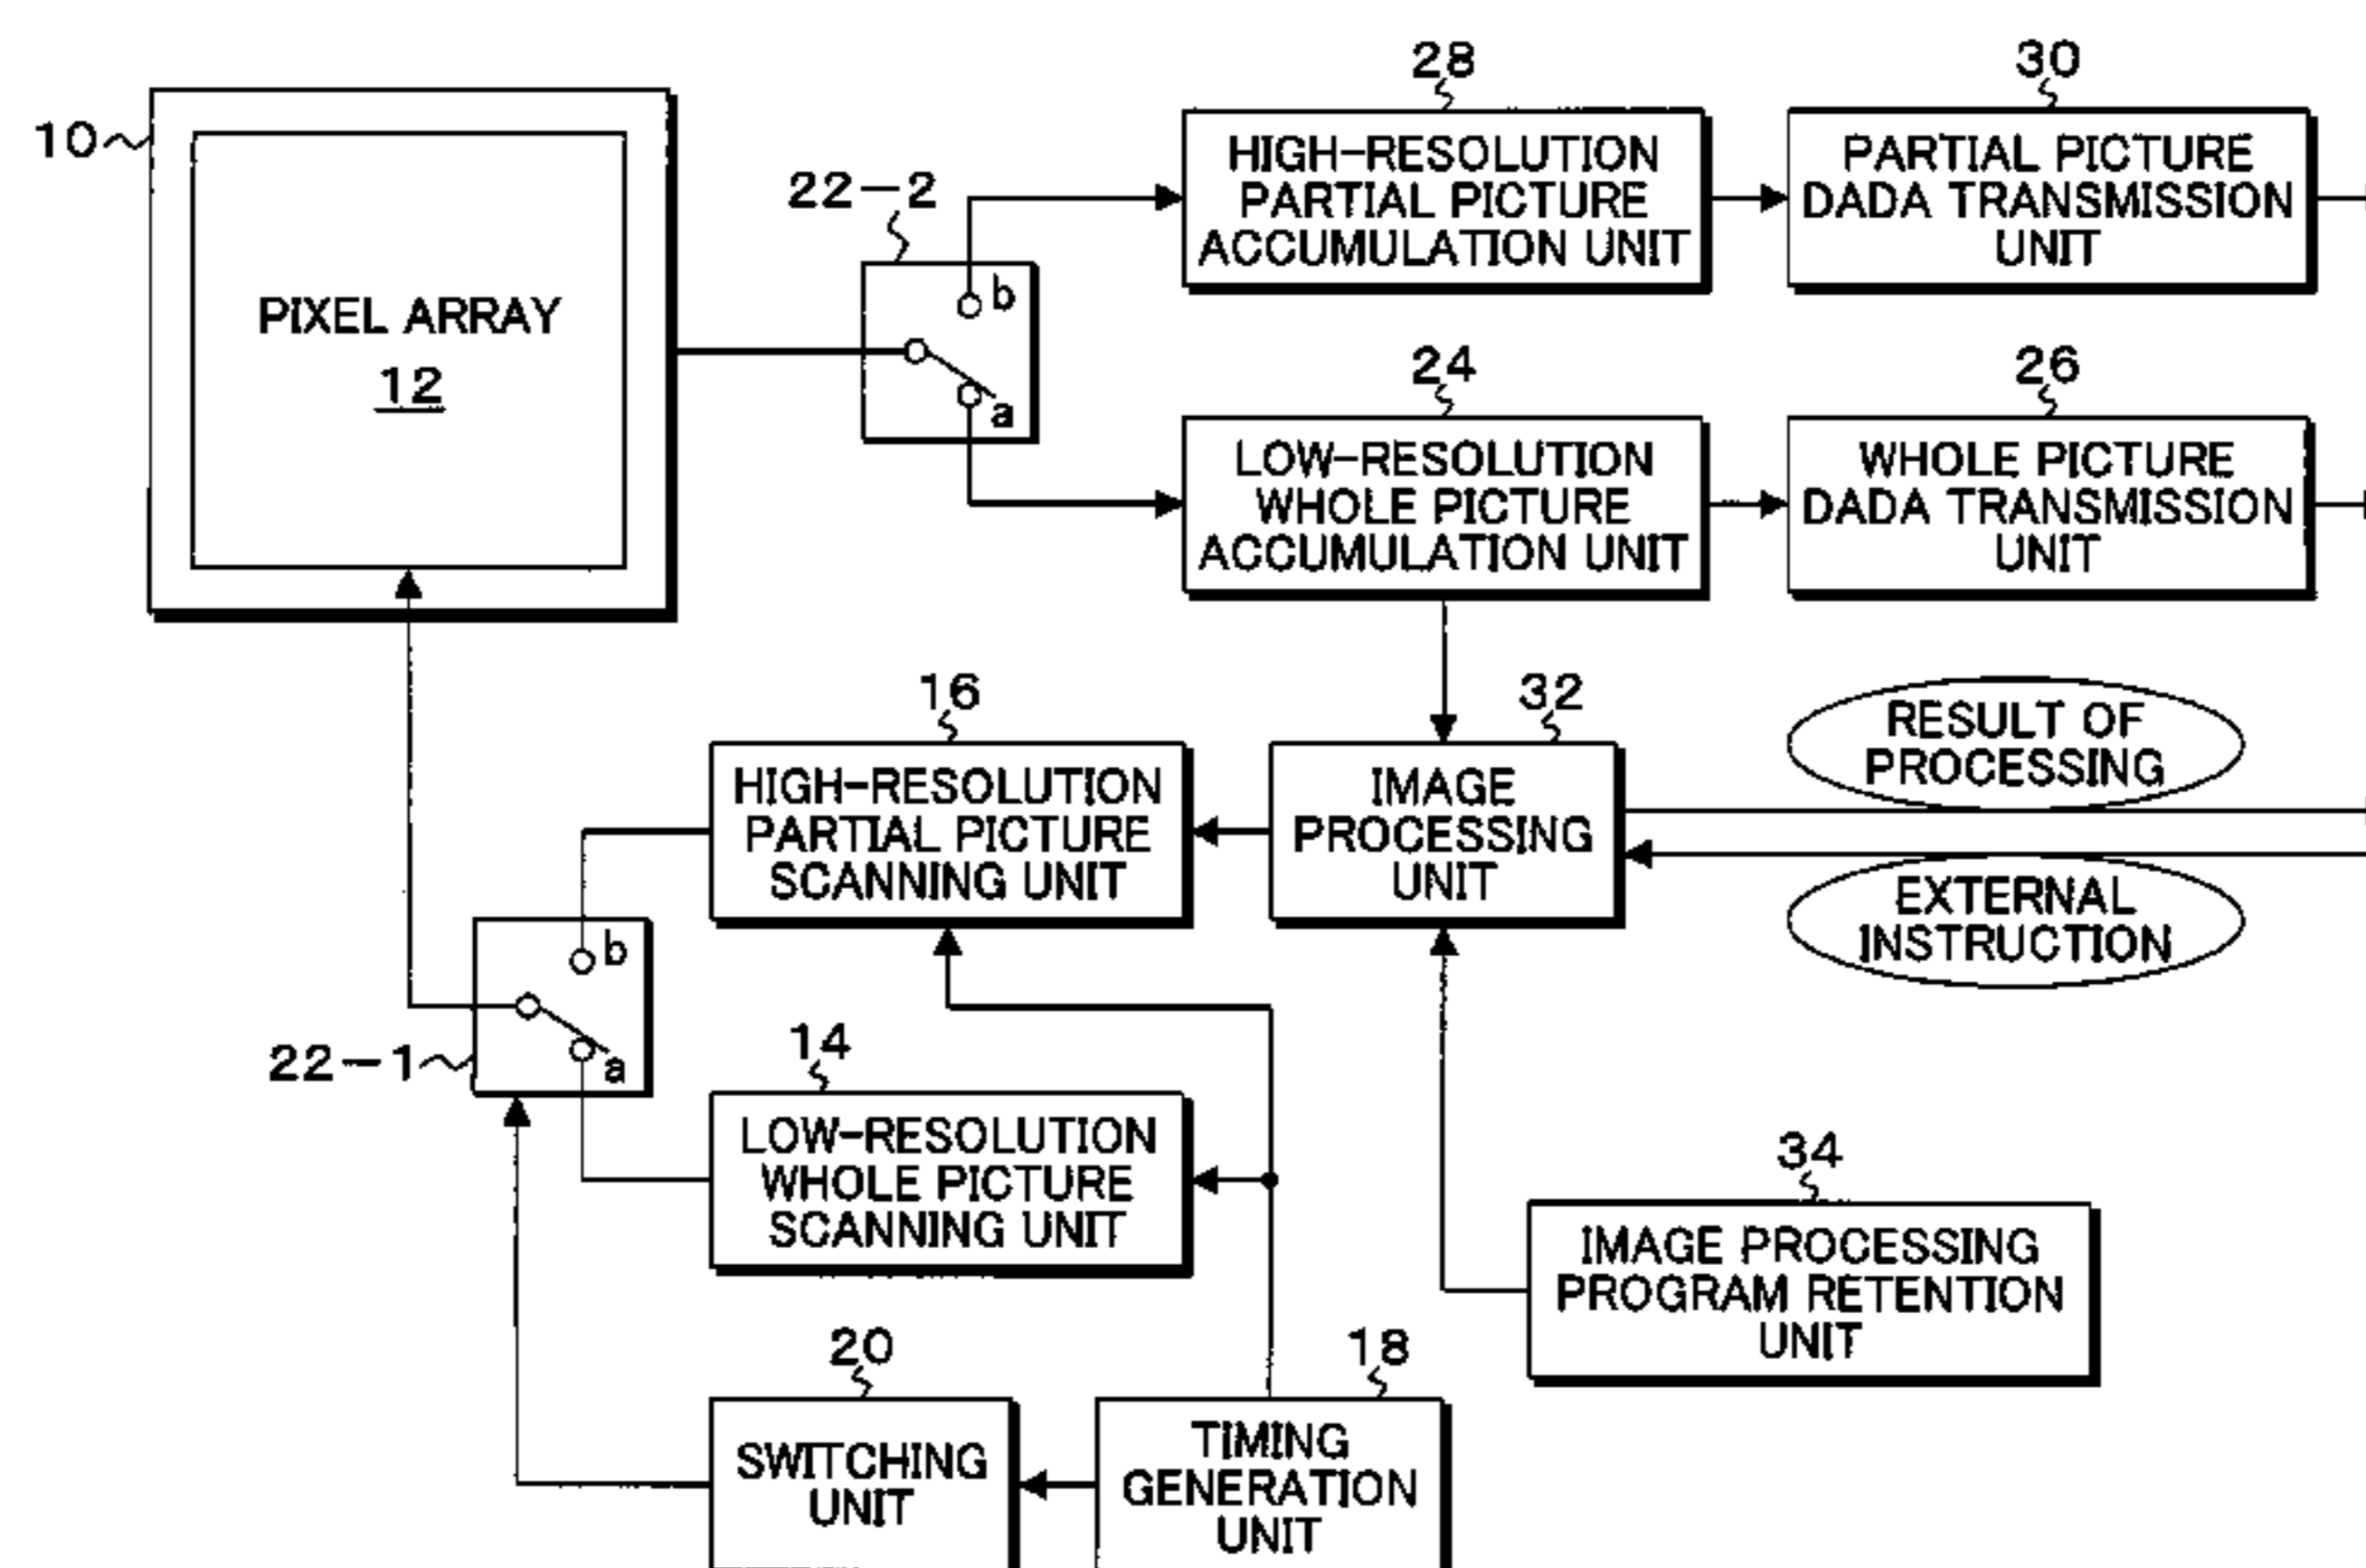 28
30
10
HIGH-RESOLUTION
PARTIAL PICTURE
ACCUMULATION UNIT
PARTIAL PICTURE
DADA TRANSMISSION
UNIT
22-2
b
a
PIXEL ARRAY
12
24
26
LOW-RESOLUTION
WHOLE PICTURE
ACCUMULATION UNIT
WHOLE PICTURE
DADA TRANSMISSION
UNIT
16
32
HIGH-RESOLUTION
PARTIAL PICTURE
SCANNING UNIT
IMAGE
PROCESSING
UNIT
RESULT OF
PROCESSING
EXTERNAL
INSTRUCTION
b
a
22-1
14
LOW-RESOLUTION
WHOLE PICTURE
SCANNING UNIT
34
IMAGE PROCESSING
PROGRAM RETENTION
UNIT
20
18
SWITCHING
UNIT
TIMING
GENERATION
UNIT